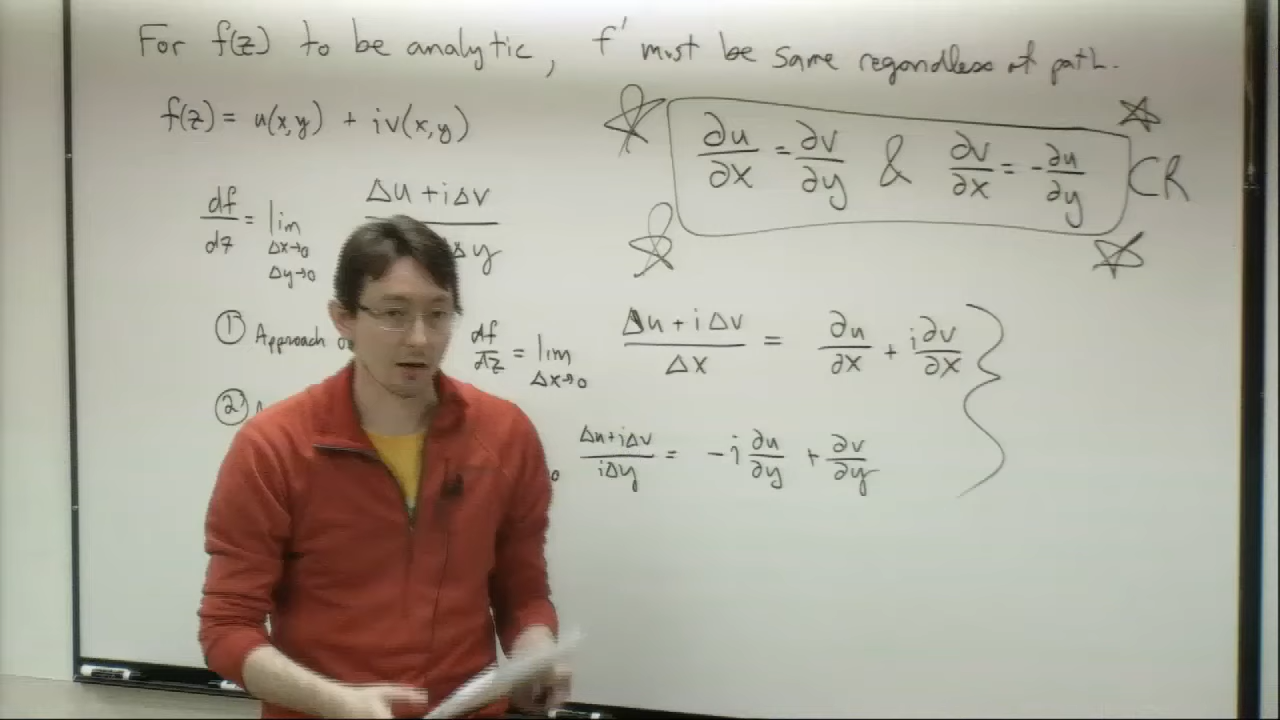 For f(z) to be analytic, f' must be same regardless of path.
f(z) = u(x,y) + iv(x,y)
∂u/∂x = ∂v/∂y & ∂v/∂x = -∂u/∂y CR
df/dz = lim Δx→0 Δy→0 Δu + iΔv / Δy
① Approach df/dz = lim Δx→0 Δu + iΔv / Δx = ∂u/∂x + i∂v/∂x
② Δu+iΔv / iΔy = -i ∂u/∂y + ∂v/∂y